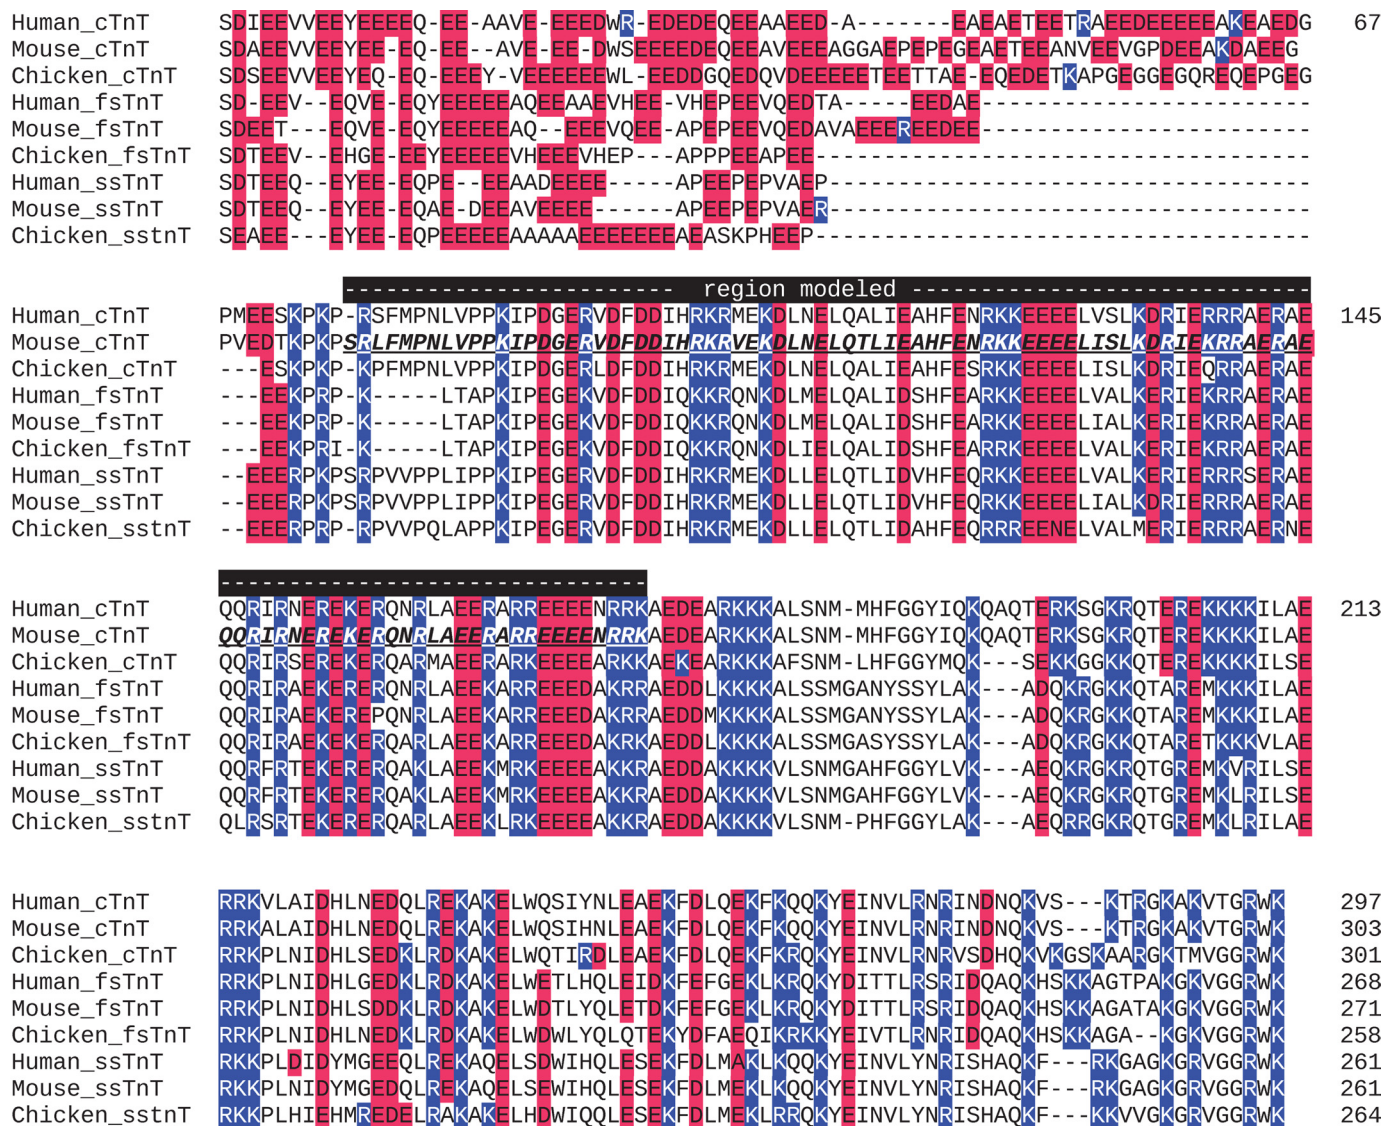 Human_cTnT SDIEEVVEEYEEEEQ-EE-AAVE-EEEDWR-EDEDEQEEAAEED-A-------EAEAETEETRAEEDEEEEEAKEAEDG 67
Mouse_cTnT SDAEEVVEEYEE-EQ-EE--AVE-EE-DWSEEEEDEQEEAVEEEAGGAEPEPEGEAETEEANVEEVGPDEEAKDAEEG
Chicken_cTnT SDSEEVVEEYEQ-EQ-EEEY-VEEEEEEWL-EEDDGQEDQVDEEEEETEETTAE-EQEDETKAPGEGGEGQREQEPGEG
Human_fsTnT SD-EEV--EQVE-EQYEEEEEAQEEAAEVHEE-VHEPEEVQEDTA-----EEDAE------------------------
Mouse_fsTnT SDEET---EQVE-EQYEEEEEAQ--EEEVQEE-APEPEEVQEDAVAEEEREEDEE------------------------
Chicken_fsTnT SDTEEV--EHGE-EEYEEEEEVHEEEVHEP---APPPEEAPEE------------------------------------
Human_ssTnT SDTEEQ--EYEE-EQPE--EEAADEEEE-----APEEPEPVAEP-----------------------------------
Mouse_ssTnT SDTEEQ--EYEE-EQAE-DEEAVEEEE------APEEPEPVAER-----------------------------------
Chicken_sstnT SEAEE---EYEE-EQPEEEEEAAAAAEEEEEEEAEASKPHEEP------------------------------------
------------------------ region modeled -----------------------------
Human_cTnT PMEESKPKP-RSFMPNLVPPKIPDGERVDFDDIHRKRMEKDLNELQALIEAHFENRKKEEEELVSLKDRIERRRAERAE 145
Mouse_cTnT PVEDTKPKPSRLFMPNLVPPKIPDGERVDFDDIHRKRVEKDLNELQTLIEAHFENRKKEEEELISLKDRIEKRRAERAE
Chicken_cTnT ---ESKPKP-KPFMPNLVPPKIPDGERLDFDDIHRKRMEKDLNELQALIEAHFESRKKEEEELISLKDRIEQRRAERAE
Human_fsTnT ---EEKPRP-K-----LTAPKIPEGEKVDFDDIQKKRQNKDLMELQALIDSHFEARKKEEEELVALKERIEKRRAERAE
Mouse_fsTnT ---EEKPRP-K-----LTAPKIPEGEKVDFDDIQKKRQNKDLMELQALIDSHFEARKKEEEELIALKERIEKRRAERAE
Chicken_fsTnT ---EEKPRI-K-----LTAPKIPEGEKVDFDDIQKKRQNKDLIELQALIDSHFEARKKEEEELVALKERIEKRRAERAE
Human_ssTnT --EEERPKPSRPVVPPLIPPKIPEGERVDFDDIHRKRMEKDLLELQTLIDVHFEQRKKEEEELVALKERIERRRSERAE
Mouse_ssTnT --EEERPKPSRPVVPPLIPPKIPEGERVDFDDIHRKRMEKDLLELQTLIDVHFEQRKKEEEELIALKDRIERRRAERAE
Chicken_sstnT --EEERPRP-RPVVPQLAPPKIPEGERVDFDDIHRKRMEKDLLELQTLIDAHFEQRRREENELVALMERIERRRAERNE
-------------------------------
Human_cTnT QQRIRNEREKERQNRLAEERARREEEENRRKAEDEARKKKALSNM-MHFGGYIQKQAQTERKSGKRQTEREKKKKILAE 213
Mouse_cTnT QQRIRNEREKERQNRLAEERARREEEENRRKAEDEARKKKALSNM-MHFGGYIQKQAQTERKSGKRQTEREKKKKILAE
Chicken_cTnT QQRIRSEREKERQARMAEERARKEEEEARKKAEKEARKKKAFSNM-LHFGGYMQK---SEKKGGKKQTEREKKKKILSE
Human_fsTnT QQRIRAEKERERQNRLAEEKARREEEDAKRRAEDDLKKKKALSSMGANYSSYLAK---ADQKRGKKQTAREMKKKILAE
Mouse_fsTnT QQRIRAEKEREPQNRLAEEKARREEEDAKRRAEDDMKKKKALSSMGANYSSYLAK---ADQKRGKKQTAREMKKKILAE
Chicken_fsTnT QQRIRAEKEKERQARLAEEKARREEEDAKRKAEDDLKKKKALSSMGASYSSYLAK---ADQKRGKKQTARETKKKVLAE
Human_ssTnT QQRFRTEKERERQAKLAEEKMRKEEEEAKKRAEDDAKKKKVLSNMGAHFGGYLVK---AEQKRGKRQTGREMKVRILSE
Mouse_ssTnT QQRFRTEKERERQAKLAEEKMRKEEEEAKKRAEDDAKKKKVLSNMGAHFGGYLVK---AEQKRGKRQTGREMKLRILSE
Chicken_sstnT QLRSRTEKERERQARLAEEKLRKEEEEAKKRAEDDAKKKKVLSNM-PHFGGYLAK---AEQRRGKRQTGREMKLRILAE
Human_cTnT RRKVLAIDHLNEDQLREKAKELWQSIYNLEAEKFDLQEKFKQQKYEINVLRNRINDNQKVS---KTRGKAKVTGRWK 297
Mouse_cTnT RRKALAIDHLNEDQLREKAKELWQSIHNLEAEKFDLQEKFKQQKYEINVLRNRINDNQKVS---KTRGKAKVTGRWK 303
Chicken_cTnT RRKPLNIDHLSEDKLRDKAKELWQTIRDLEAEKFDLQEKFKRQKYEINVLRNRVSDHQKVKGSKAARGKTMVGGRWK 301
Human_fsTnT RRKPLNIDHLGEDKLRDKAKELWETLHQLEIDKFEFGEKLKRQKYDITTLRSRIDQAQKHSKKAGTPAKGKVGGRWK 268
Mouse_fsTnT RRKPLNIDHLSDDKLRDKAKELWDTLYQLETDKFEFGEKLKRQKYDITTLRSRIDQAQKHSKKAGATAKGKVGGRWK 271
Chicken_fsTnT RRKPLNIDHLNEDKLRDKAKELWDWLYQLQTEKYDFAEQIKRKKYEIVTLRNRIDQAQKHSKKAGA--KGKVGGRWK 258
Human_ssTnT RKKPLDIDYMGEEQLREKAQELSDWIHQLESEKFDLMAKLKQQKYEINVLYNRISHAQKF---RKGAGKGRVGGRWK 261
Mouse_ssTnT RKKPLNIDYMGEDQLREKAQELSEWIHQLESEKFDLMEKLKQQKYEINVLYNRISHAQKF---RKGAGKGRVGGRWK 261
Chicken_sstnT RKKPLHIEHMREDELRAKAKELHDWIQQLESEKFDLMEKLRRQKYEINVLYNRISHAQKF---KKVVGKGRVGGRWK 264